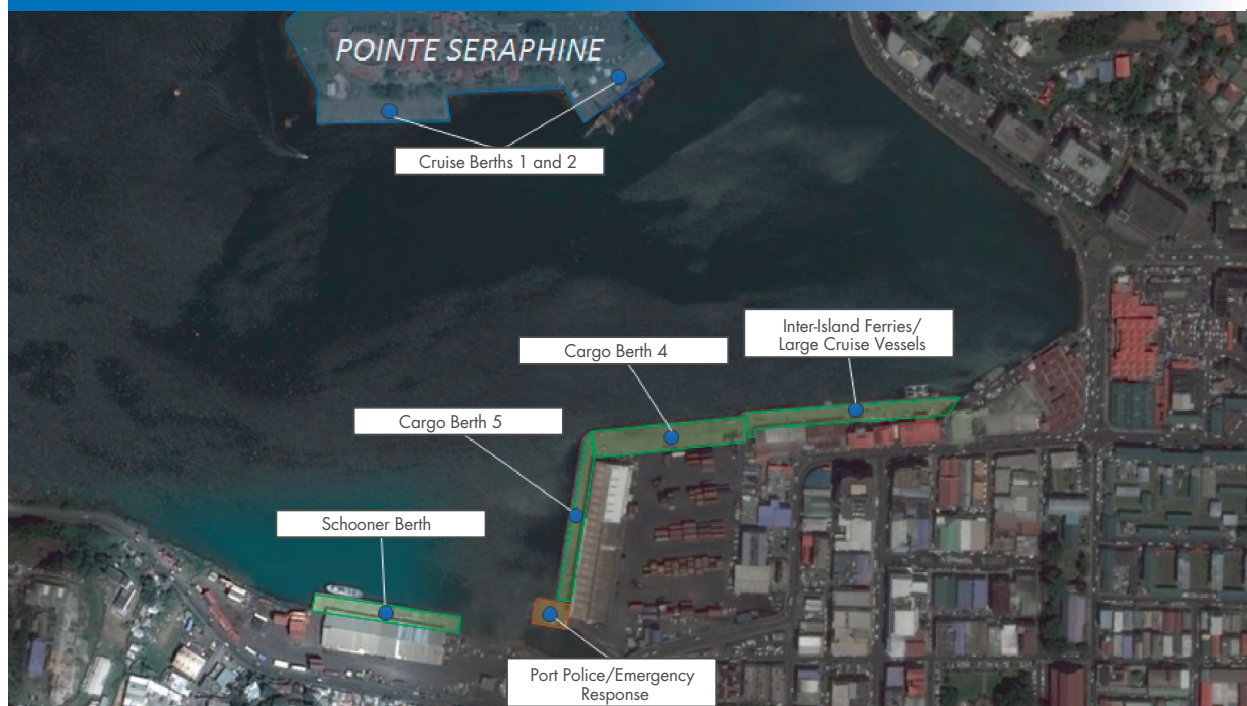 POINTE SERAPHINE
Cruise Berths 1 and 2
Inter-Island Ferries/
Large Cruise Vessels
Cargo Berth 4
Cargo Berth 5
Schooner Berth
Port Police/Emergency
Response